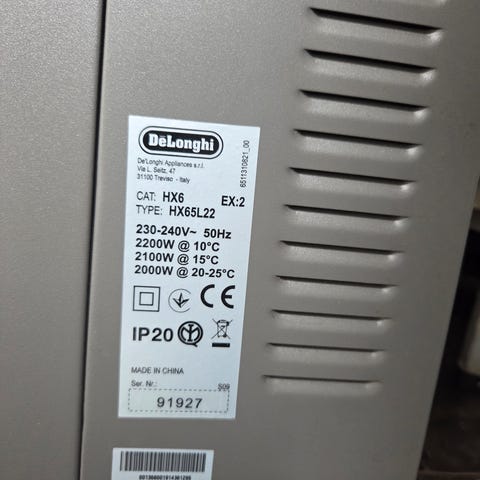 DeLonghi
De'Longhi Appliances s.r.l.
Via L. Seitz, 47
31100 Treviso - Italy
6511310821_00
CAT: HX6 EX:2
TYPE: HX65L22
230-240V~ 50Hz
2200W @ 10°C
2100W @ 15°C
2000W @ 20-25°C
CE
IP20
MADE IN CHINA
Ser. Nr.: S09
91927